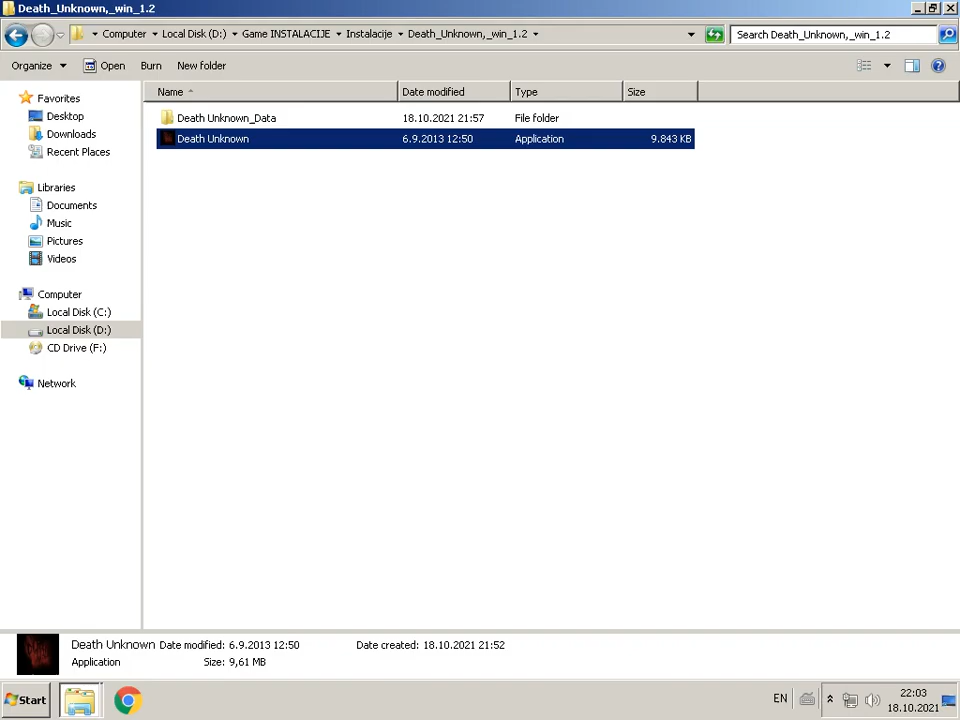 Death_Unknown,_win_1.2
Computer Local Disk (D:) Game INSTALACIJE Instalacije Death_Unknown,_win_1.2 Search Death_Unknown,_win_1.2
Organize Open Burn New folder
Name Date modified Type Size
Death Unknown_Data 18.10.2021 21:57 File folder
Death Unknown 6.9.2013 12:50 Application 9.843 KB
Favorites
Desktop
Downloads
Recent Places
Libraries
Documents
Music
Pictures
Videos
Computer
Local Disk (C:)
Local Disk (D:)
CD Drive (F:)
Network
Death Unknown Date modified: 6.9.2013 12:50 Date created: 18.10.2021 21:52
Application Size: 9,61 MB
Start EN 22:03
18.10.2021